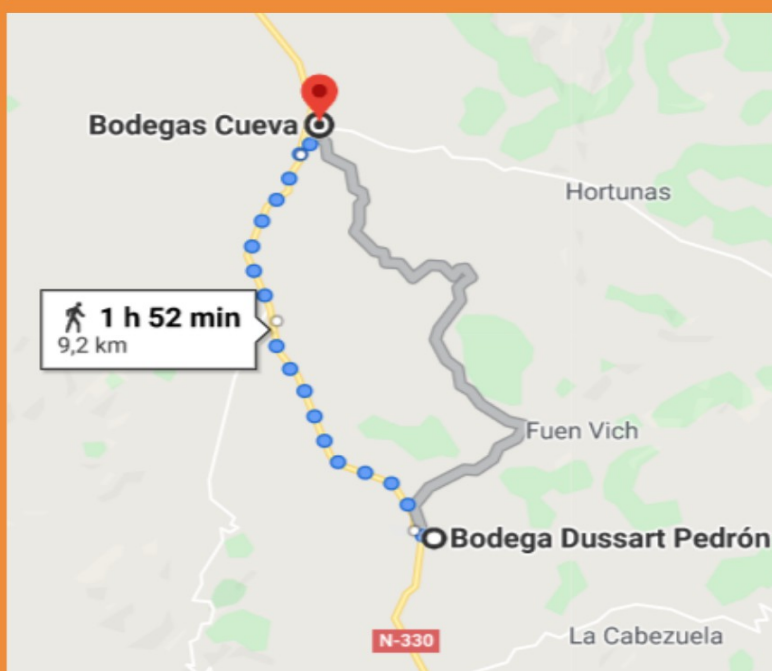 Bodegas Cueva
Hortunas
1 h 52 min
9,2 km
Fuen Vich
Bodega Dussart Pedrón
N-330
La Cabezuela